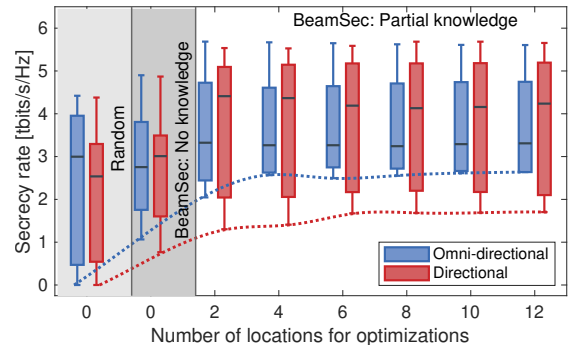 BeamSec: Partial knowledge
Random
BeamSec: No knowledge
Secrecy rate [tbits/s/Hz]
6
5
4
3
2
1
0
Omni-directional
Directional
0 0 2 4 6 8 10 12
Number of locations for optimizations